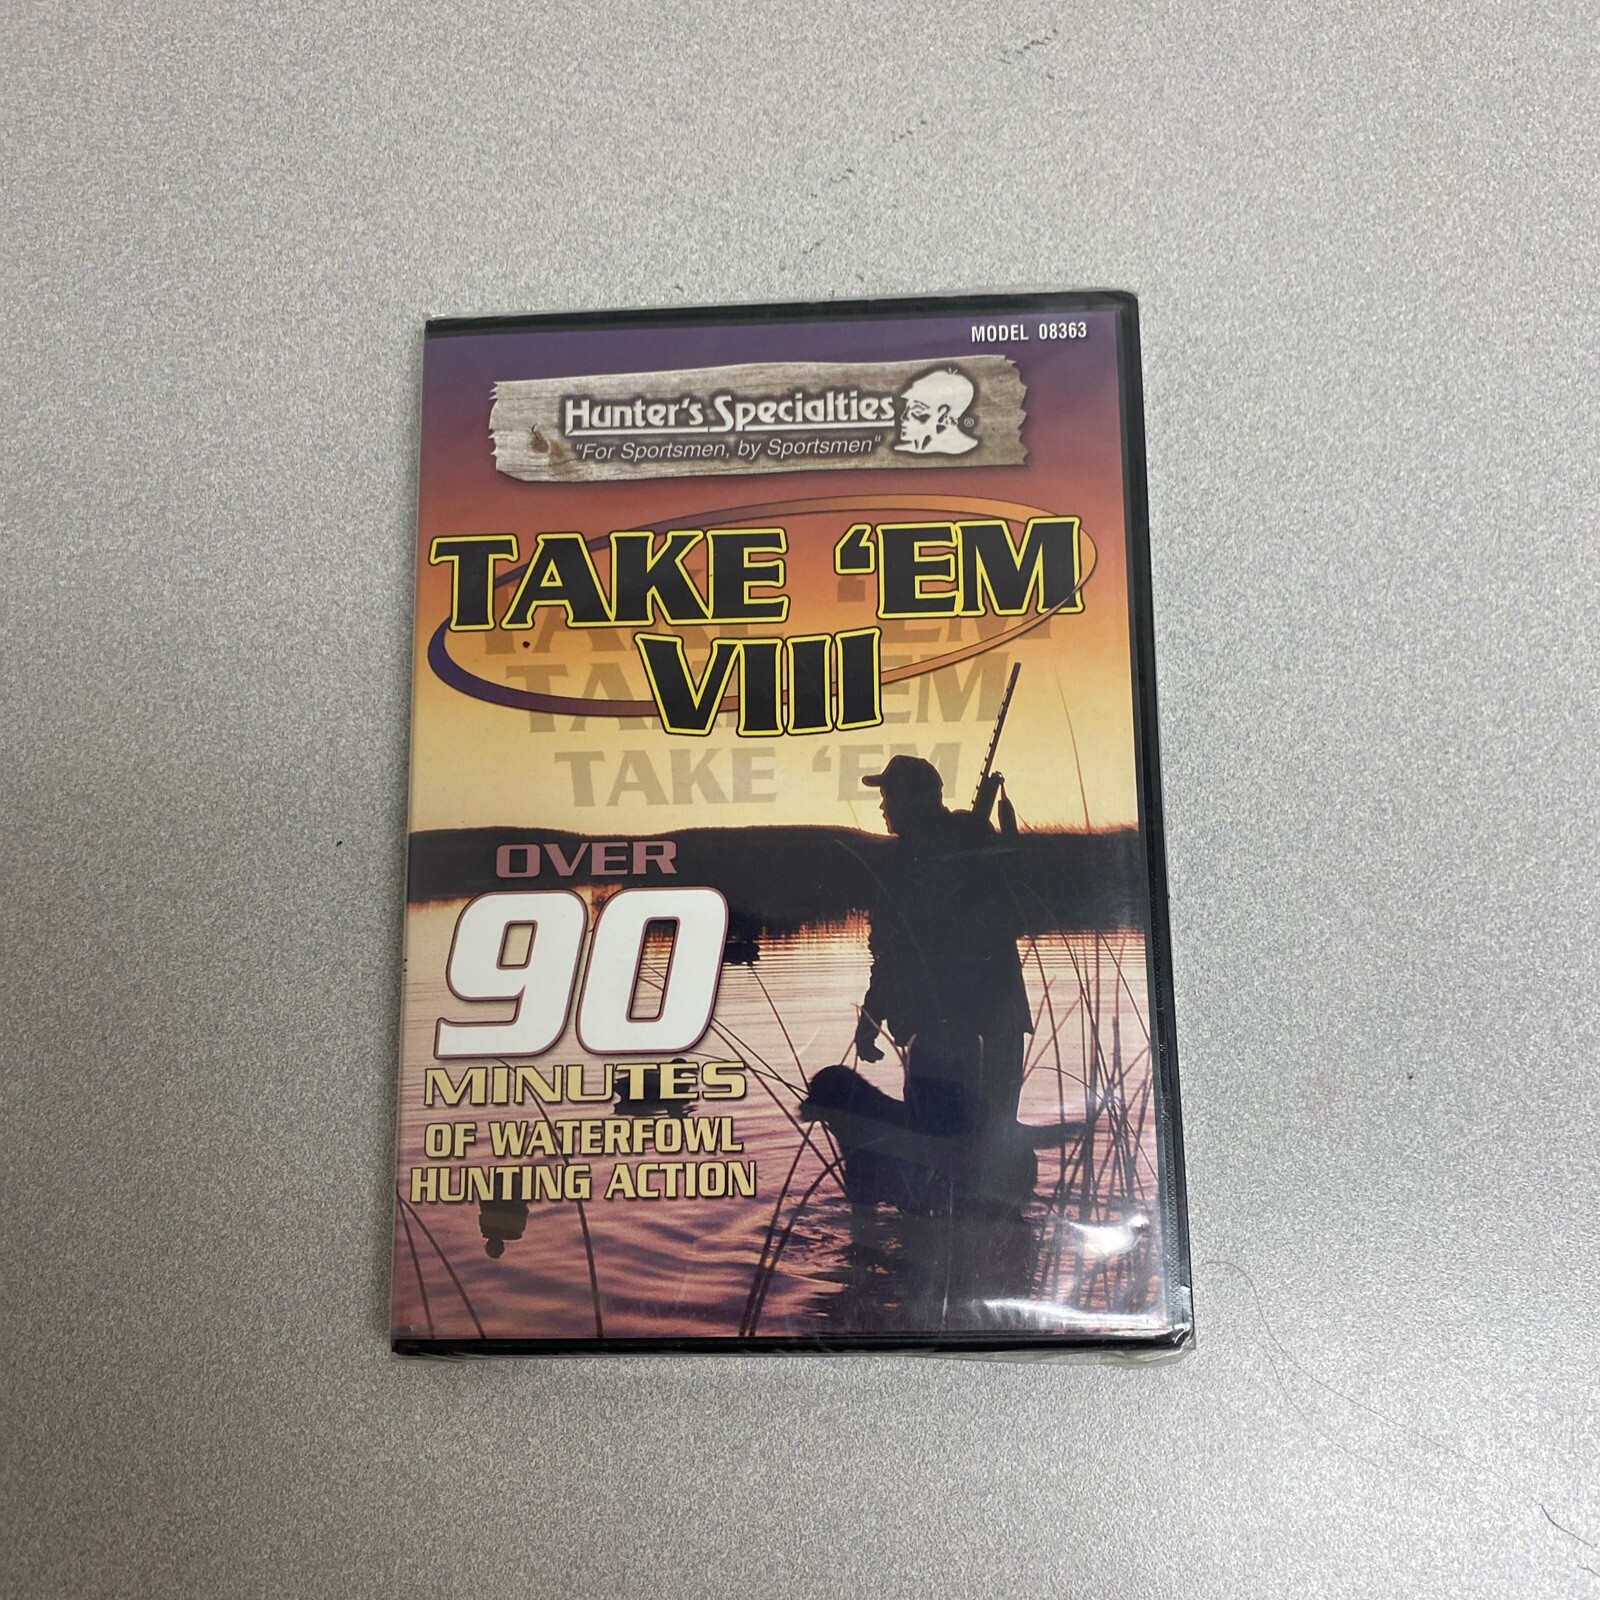 MODEL 08363
Hunter's Specialties®
"For Sportsmen, by Sportsmen"
TAKE 'EM
VIII
TAKE 'EM
TAKE 'EM
TAKE 'EM
OVER
90
MINUTES
OF WATERFOWL
HUNTING ACTION